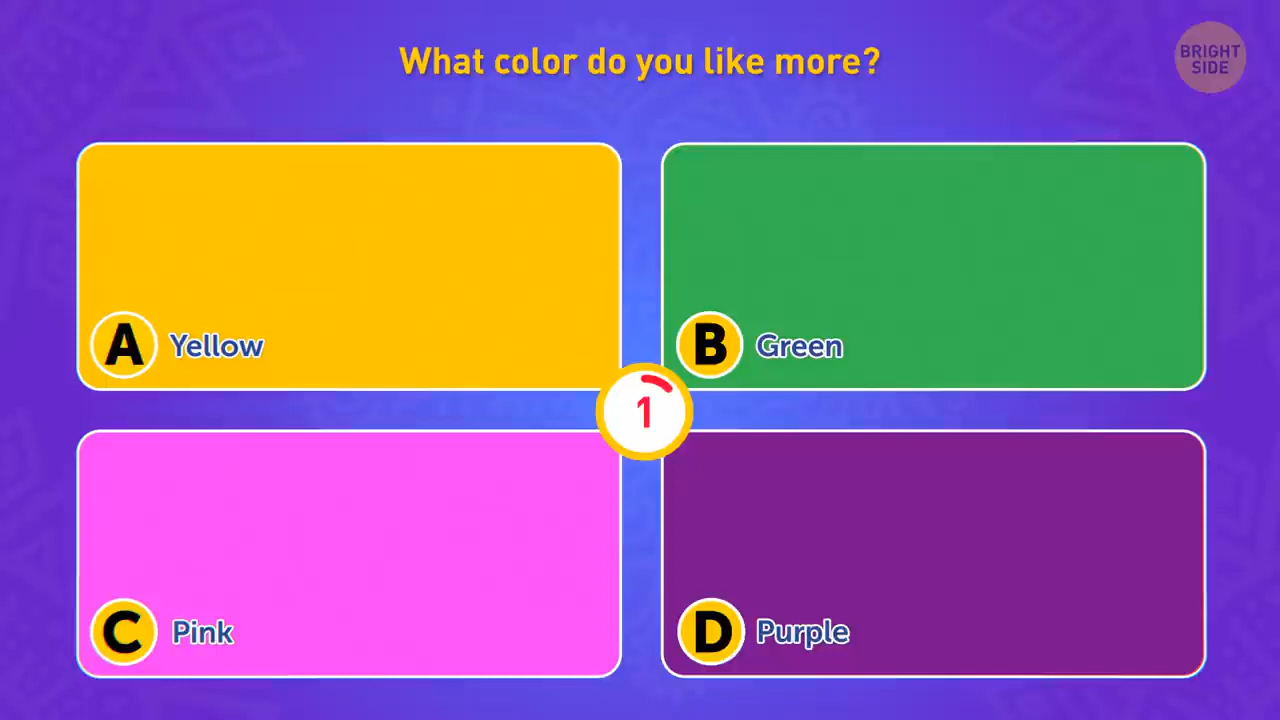 What color do you like more?
BRIGHT
SIDE
A Yellow
B Green
1
C Pink
D Purple